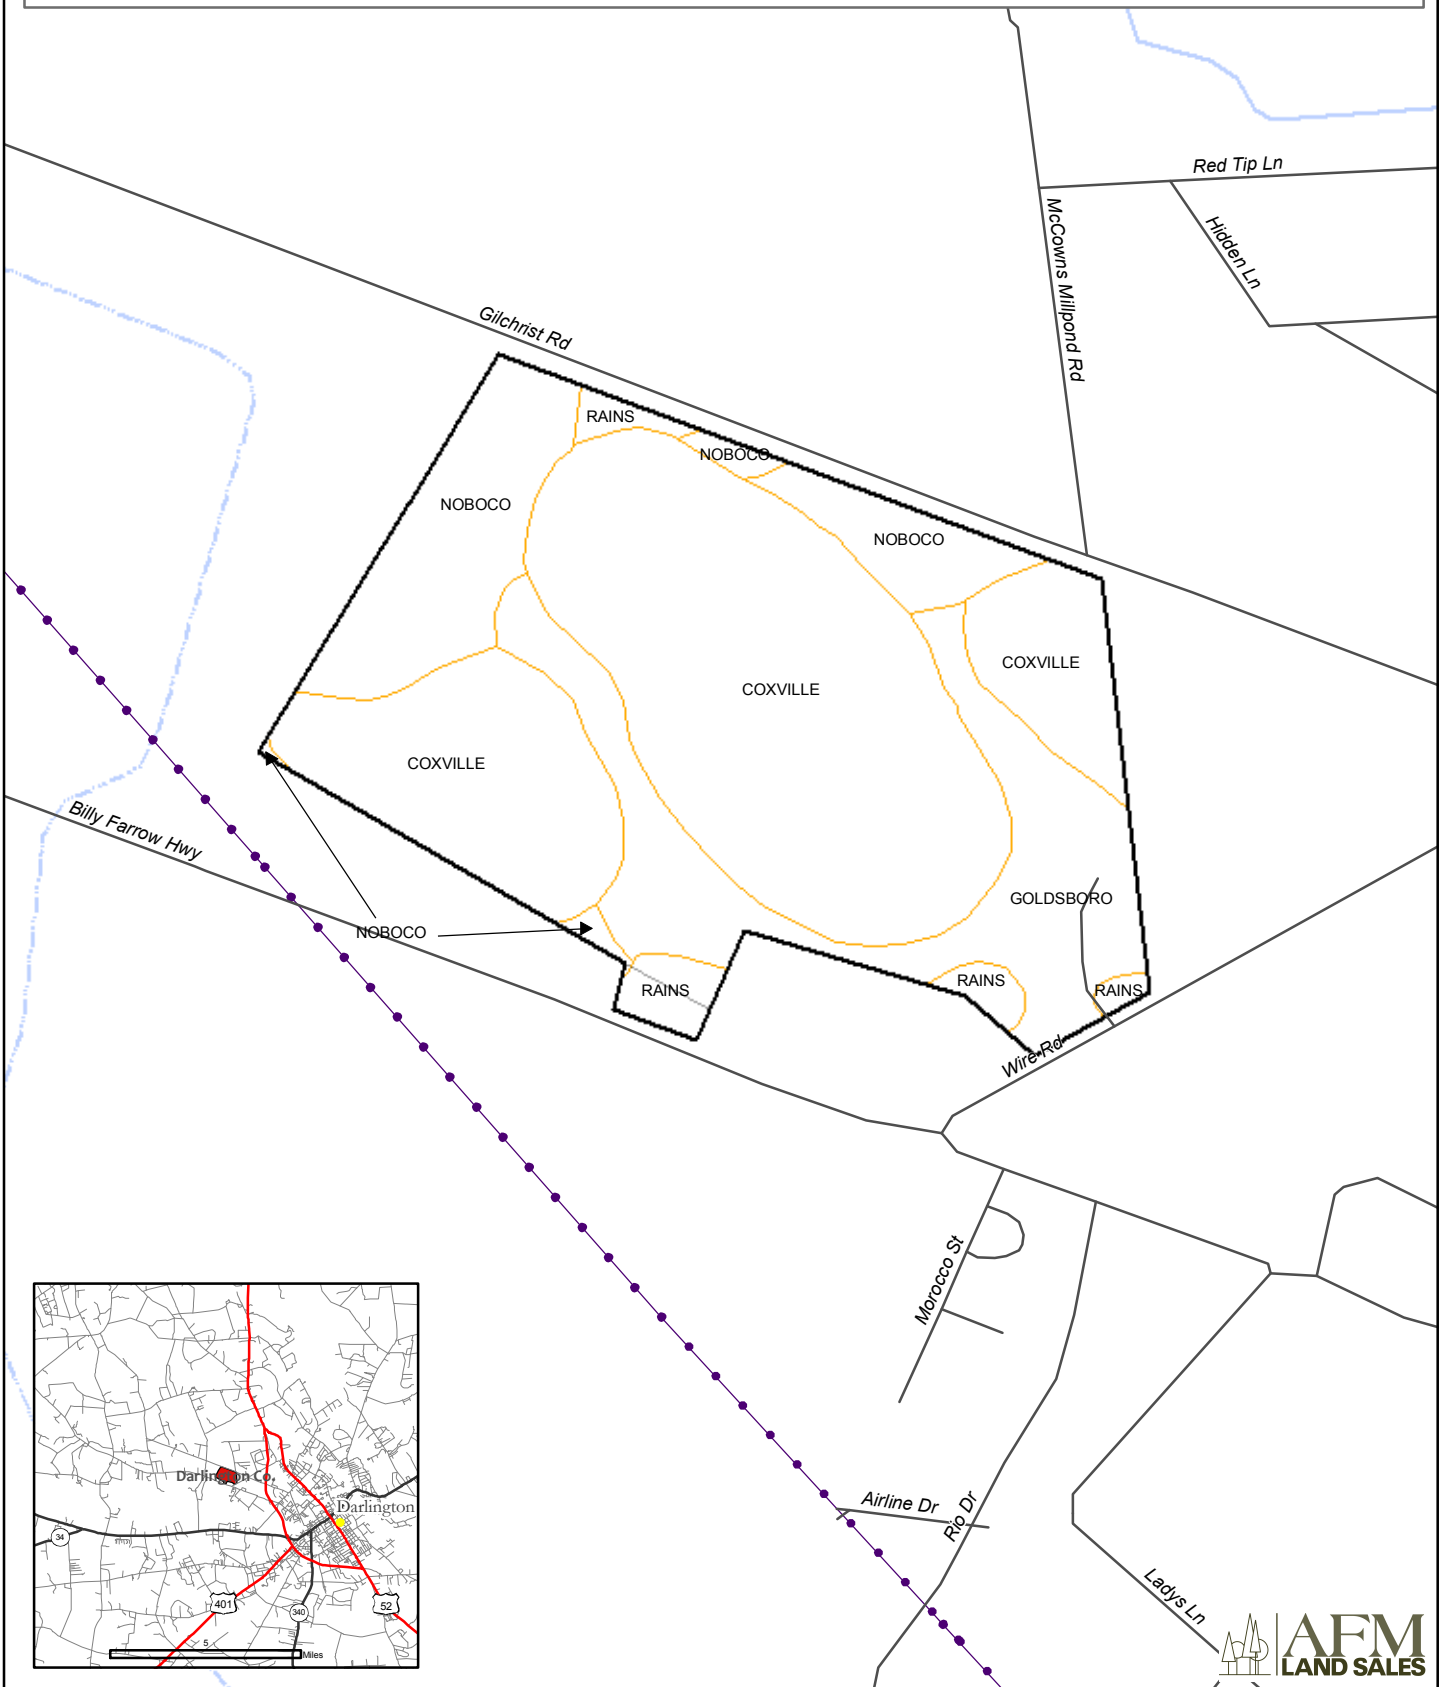 Red Tip Ln
Hidden Ln
McCowns Millpond Rd
Gilchrist Rd
RAINS
NOBOCO
NOBOCO
NOBOCO
COXVILLE
COXVILLE
COXVILLE
Billy Farrow Hwy
GOLDSBORO
NOBOCO
RAINS
RAINS
RAINS
Wire Rd
Morocco St
Darlington Co.
Darlington
34
401
340
52
5
Miles
Airline Dr
Rio Dr
Ladys Ln
AFM
LAND SALES